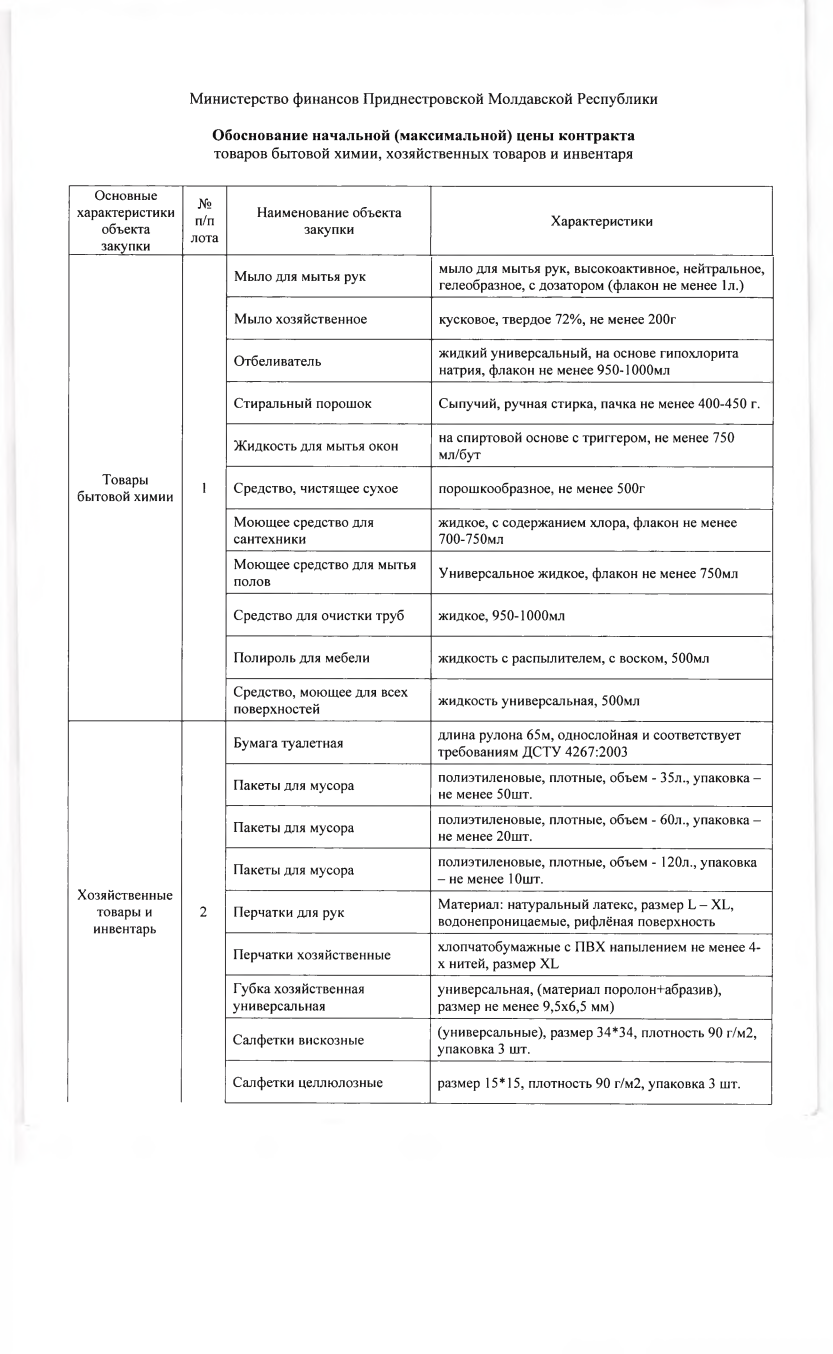 Министерство финансов Приднестровской Молдавской Республики
Обоснование начальной (максимальной) цены контракта
товаров бытовой химии, хозяйственных товаров и инвентаря
Основные
характеристики
объекта
закупки
№
п/п
лота
Наименование объекта
закупки
Характеристики
Товары
бытовой химии
1
Мыло для мытья рук
мыло для мытья рук, высокоактивное, нейтральное,
гелеобразное, с дозатором (флакон не менее 1л.)
Мыло хозяйственное
кусковое, твердое 72%, не менее 200г
Отбеливатель
жидкий универсальный, на основе гипохлорита
натрия, флакон не менее 950-1000мл
Стиральный порошок
Сыпучий, ручная стирка, пачка не менее 400-450 г.
Жидкость для мытья окон
на спиртовой основе с триггером, не менее 750
мл/бут
Средство, чистящее сухое
порошкообразное, не менее 500г
Моющее средство для
сантехники
жидкое, с содержанием хлора, флакон не менее
700-750мл
Моющее средство для мытья
полов
Универсальное жидкое, флакон не менее 750мл
Средство для очистки труб
жидкое, 950-1000мл
Полироль для мебели
жидкость с распылителем, с воском, 500мл
Средство, моющее для всех
поверхностей
жидкость универсальная, 500мл
Хозяйственные
товары и
инвентарь
2
Бумага туалетная
длина рулона 65м, однослойная и соответствует
требованиям ДСТУ 4267:2003
Пакеты для мусора
полиэтиленовые, плотные, объем - 35л., упаковка –
не менее 50шт.
Пакеты для мусора
полиэтиленовые, плотные, объем - 60л., упаковка –
не менее 20шт.
Пакеты для мусора
полиэтиленовые, плотные, объем - 120л., упаковка
– не менее 10шт.
Перчатки для рук
Материал: натуральный латекс, размер L – XL,
водонепроницаемые, рифлёная поверхность
Перчатки хозяйственные
хлопчатобумажные с ПВХ напылением не менее 4-
х нитей, размер XL
Губка хозяйственная
универсальная
универсальная, (материал поролон+абразив),
размер не менее 9,5х6,5 мм)
Салфетки вискозные
(универсальные), размер 34*34, плотность 90 г/м2,
упаковка 3 шт.
Салфетки целлюлозные
размер 15*15, плотность 90 г/м2, упаковка 3 шт.